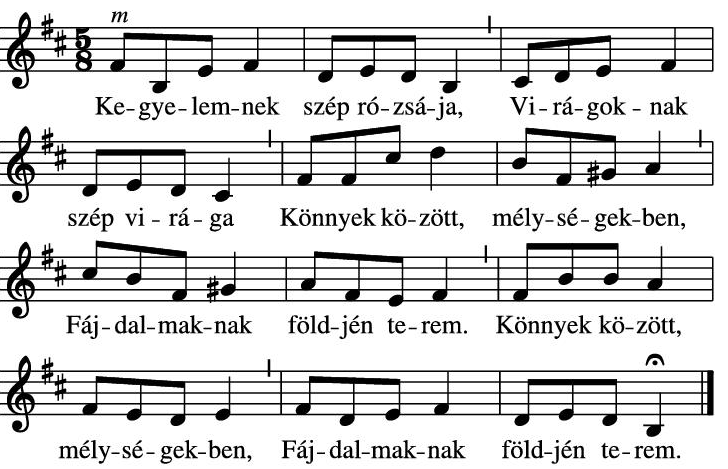 m
5
8
Ke-gye-lem-nek szép ró-zsá-ja, Vi-rá-gok-nak
szép vi-rá-ga Könnyek kö-zött, mély-sé-gek-ben,
Fáj-dal-mak-nak föld-jén te-rem. Könnyek kö-zött,
mély-sé-gek-ben, Fáj-dal-mak-nak föld-jén te-rem.